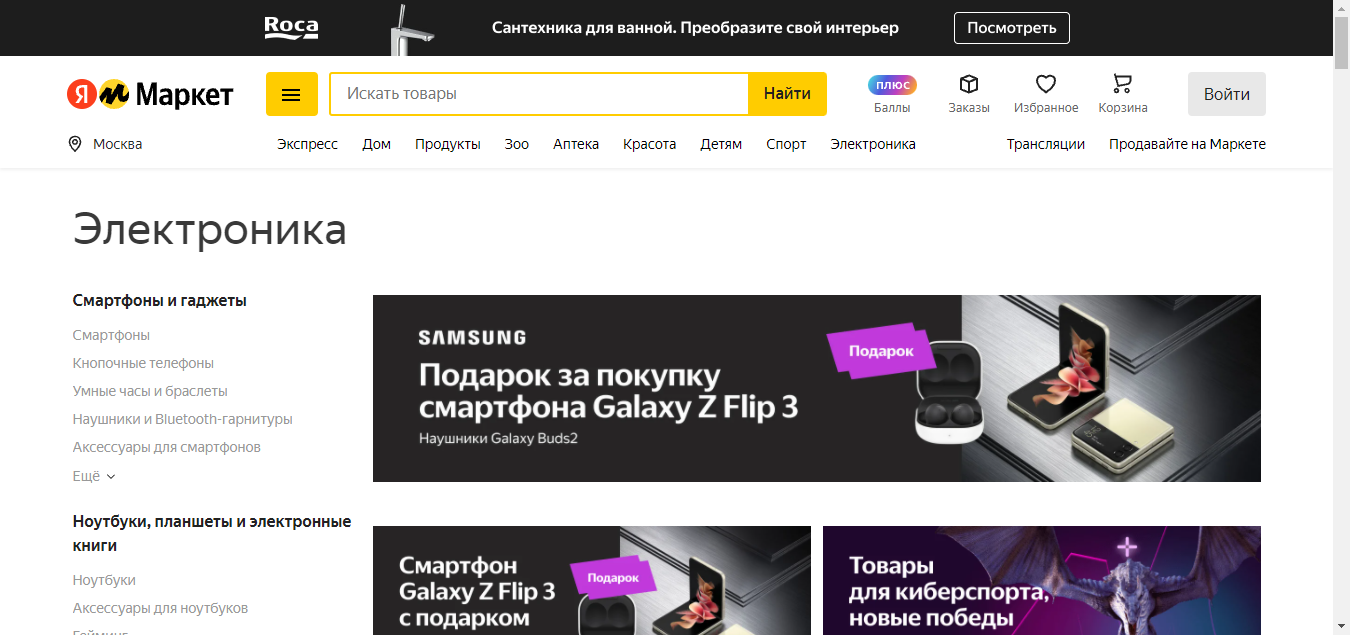 Roca
Сантехника для ванной. Преобразите свой интерьер
Посмотреть
Я Маркет
Искать товары
Найти
плюс
Баллы
Заказы
Избранное
Корзина
Войти
Москва
Экспресс
Дом
Продукты
Зоо
Аптека
Красота
Детям
Спорт
Электроника
Трансляции
Продавайте на Маркете
Электроника
Смартфоны и гаджеты
Смартфоны
Кнопочные телефоны
Умные часы и браслеты
Наушники и Bluetooth-гарнитуры
Аксессуары для смартфонов
Ещё
Ноутбуки, планшеты и электронные
книги
Ноутбуки
Аксессуары для ноутбуков
Гейминг
SAMSUNG
Подарок за покупку
смартфона Galaxy Z Flip 3
Наушники Galaxy Buds2
Подарок
Смартфон
Galaxy Z Flip 3
с подарком
Подарок
Товары
для киберспорта,
новые победы